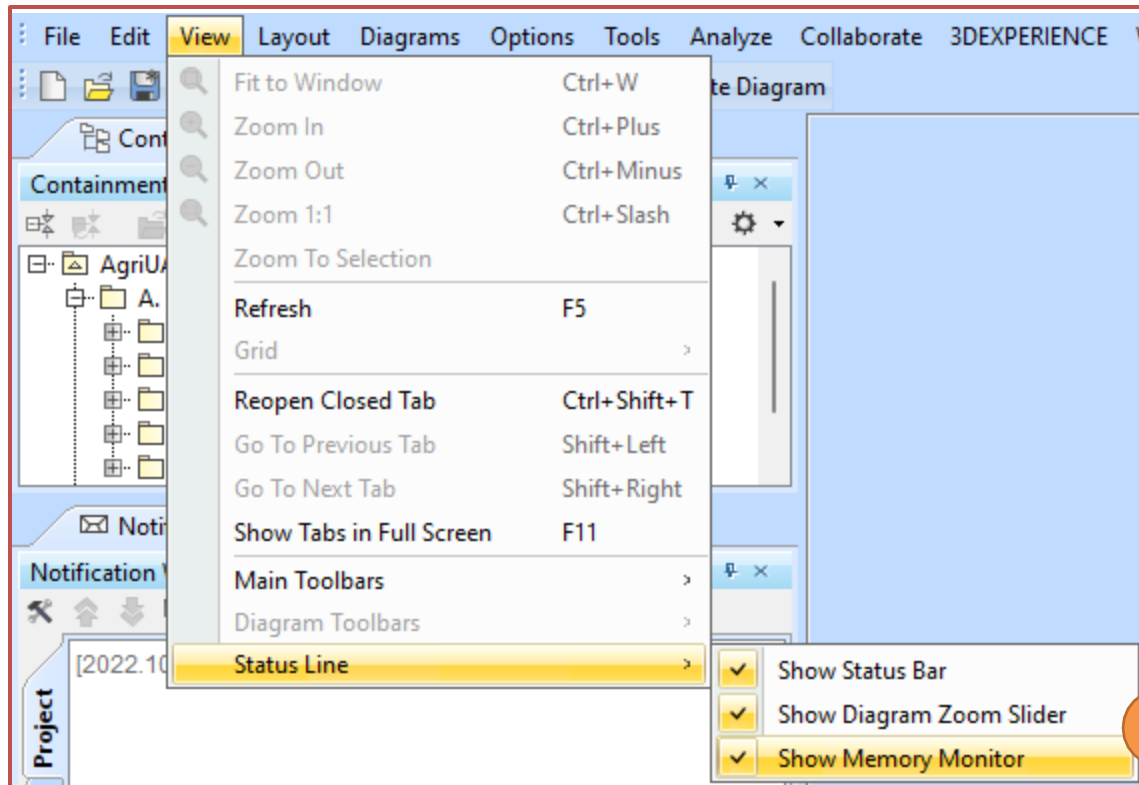 File Edit View Layout Diagrams Options Tools Analyze Collaborate 3DEXPERIENCE
Fit to Window Ctrl+W
Diagram
Zoom In Ctrl+Plus
Zoom Out Ctrl+Minus
Containment
Zoom 1:1 Ctrl+Slash
Zoom To Selection
A.
Refresh F5
Grid
Reopen Closed Tab Ctrl+Shift+T
Go To Previous Tab Shift+Left
Go To Next Tab Shift+Right
Show Tabs in Full Screen F11
Notification
Main Toolbars
Diagram Toolbars
Status Line
Show Status Bar
Show Diagram Zoom Slider
Show Memory Monitor
Project